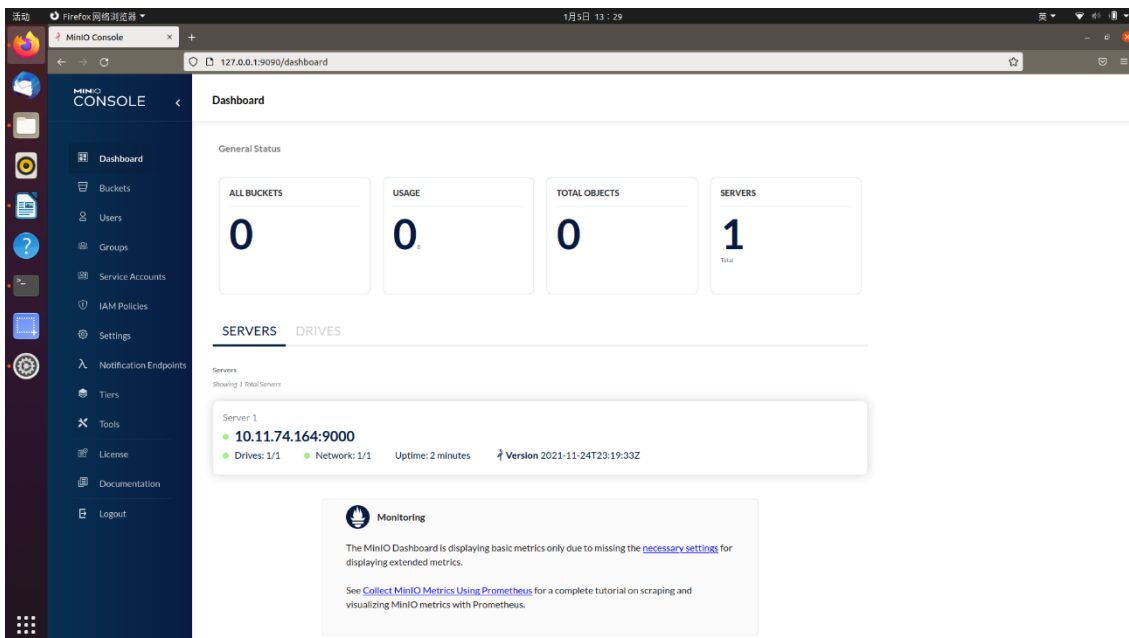 活动
Firefox 网络浏览器
1月5日 13：29
英
MinIO Console
127.0.0.1:9090/dashboard
MINIO
CONSOLE
Dashboard
Dashboard
Buckets
Users
Groups
Service Accounts
IAM Policies
Settings
Notification Endpoints
Tiers
Tools
License
Documentation
Logout
General Status
ALL BUCKETS
0
USAGE
0
TOTAL OBJECTS
0
SERVERS
1
Total
SERVERS DRIVES
Servers
Showing 1 Total Servers
Server 1
10.11.74.164:9000
Drives: 1/1 Network: 1/1 Uptime: 2 minutes Version 2021-11-24T23:19:33Z
Monitoring
The MinIO Dashboard is displaying basic metrics only due to missing the necessary settings for
displaying extended metrics.
See Collect MinIO Metrics Using Prometheus for a complete tutorial on scraping and
visualizing MinIO metrics with Prometheus.